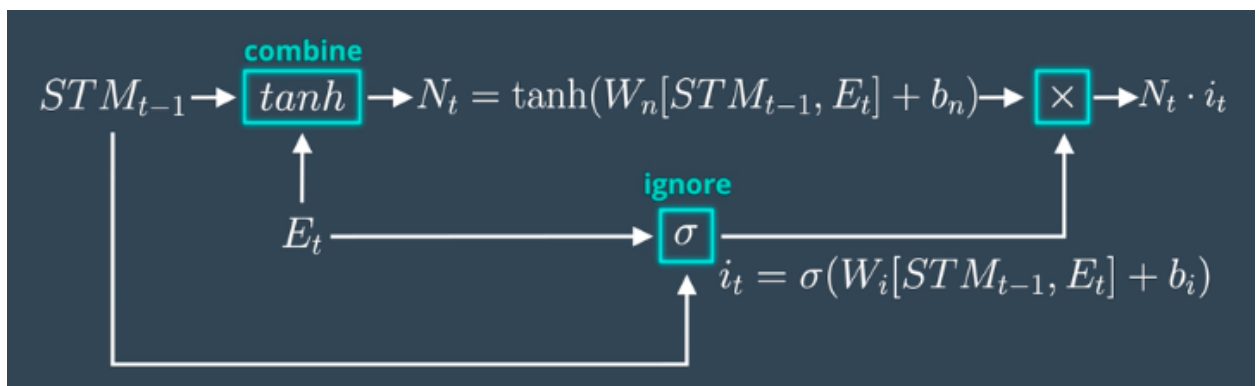 combine
STM_{t-1} tanh N_t = tanh(W_n[STM_{t-1}, E_t] + b_n) × N_t · i_t
ignore
E_t σ
i_t = σ(W_i[STM_{t-1}, E_t] + b_i)